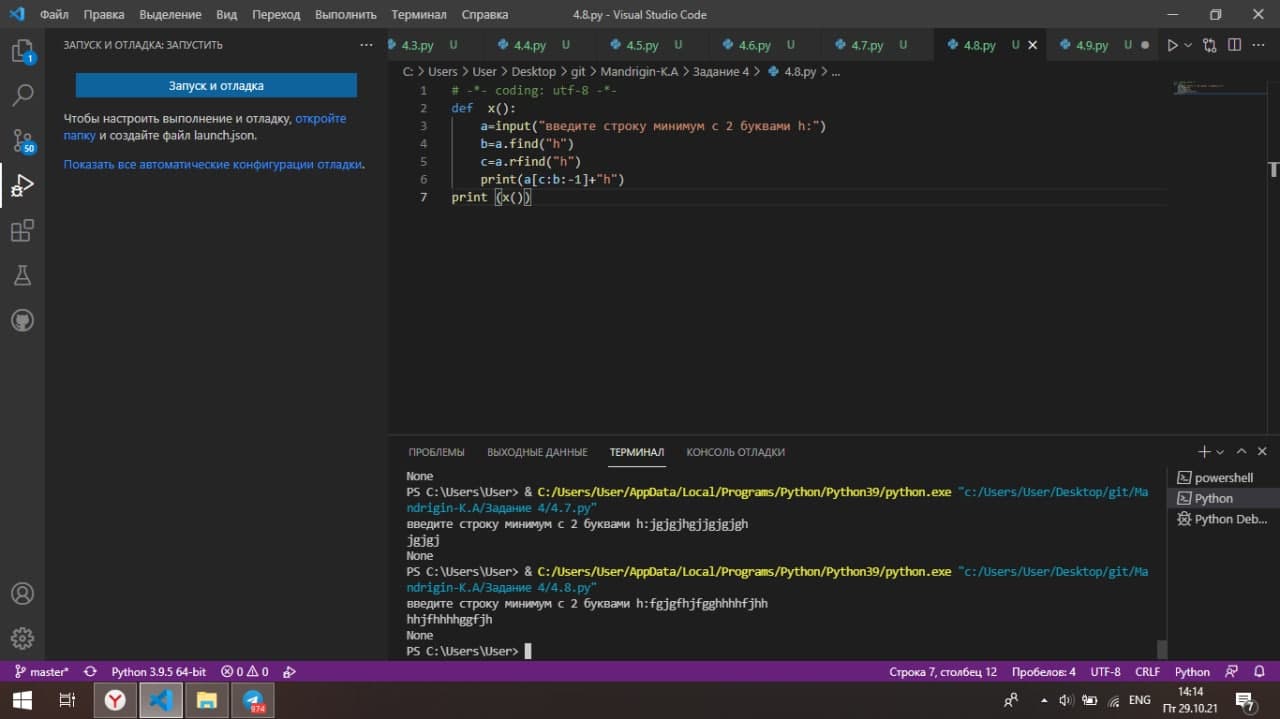 Файл Правка Выделение Вид Переход Выполнить Терминал Справка 4.8.py - Visual Studio Code
ЗАПУСК И ОТЛАДКА: ЗАПУСТИТЬ ...
4.3.py U 4.4.py U 4.5.py U 4.6.py U 4.7.py U 4.8.py U 4.9.py U
1
Запуск и отладка
Чтобы настроить выполнение и отладку, откройте
папку и создайте файл launch.json.
50
Показать все автоматические конфигурации отладки.
C: > Users > User > Desktop > git > Mandrigin-K.A > Задание 4 > 4.8.py > ...
1 # -*- coding: utf-8 -*-
2 def  x():
3     a=input("введите строку минимум с 2 буквами h:")
4     b=a.find("h")
5     c=a.rfind("h")
6     print(a[c:b:-1]+"h")
7 print (x())
ПРОБЛЕМЫ ВЫХОДНЫЕ ДАННЫЕ ТЕРМИНАЛ КОНСОЛЬ ОТЛАДКИ
None
PS C:\Users\User> & C:/Users/User/AppData/Local/Programs/Python/Python39/python.exe "c:/Users/User/Desktop/git/Ma
ndrigin-K.A/Задание 4/4.7.py"
введите строку минимум с 2 буквами h:jgjgjhgjjgjgjgh
jgjgj
None
PS C:\Users\User> & C:/Users/User/AppData/Local/Programs/Python/Python39/python.exe "c:/Users/User/Desktop/git/Ma
ndrigin-K.A/Задание 4/4.8.py"
введите строку минимум с 2 буквами h:fgjgfhjfgghhhhfjhh
hhjfhhhhggfjh
None
PS C:\Users\User>
powershell
Python
Python Deb...
master* Python 3.9.5 64-bit 0 0 Строка 7, столбец 12 Пробелов: 4 UTF-8 CRLF Python
974
ENG
14:14
Пт 29.10.21
7